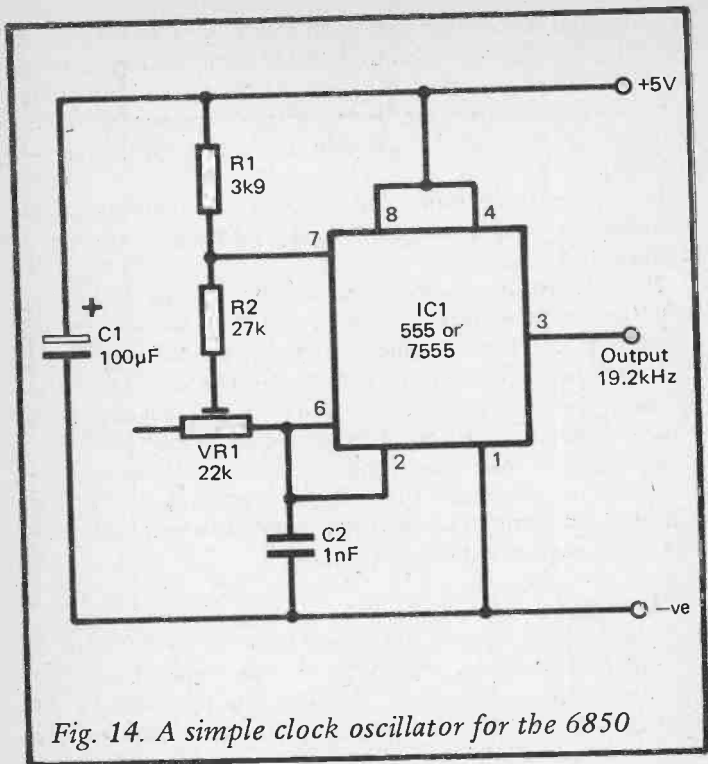 +5V
R1
3k9
8
4
7
R2
27k
IC1
555 or
7555
3
Output
19.2kHz
+
C1
100µF
6
VR1
22k
2
1
C2
1nF
−ve
Fig. 14. A simple clock oscillator for the 6850